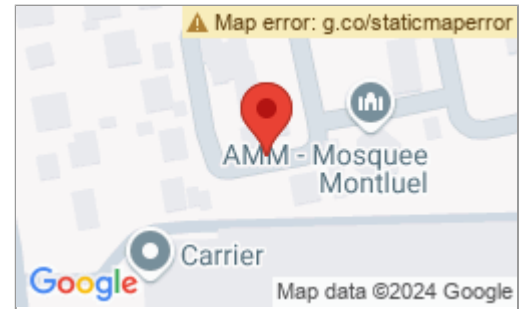 Map error: g.co/staticmaperror
AMM - Mosquee
Montluel
Carrier
Google
Map data ©2024 Google